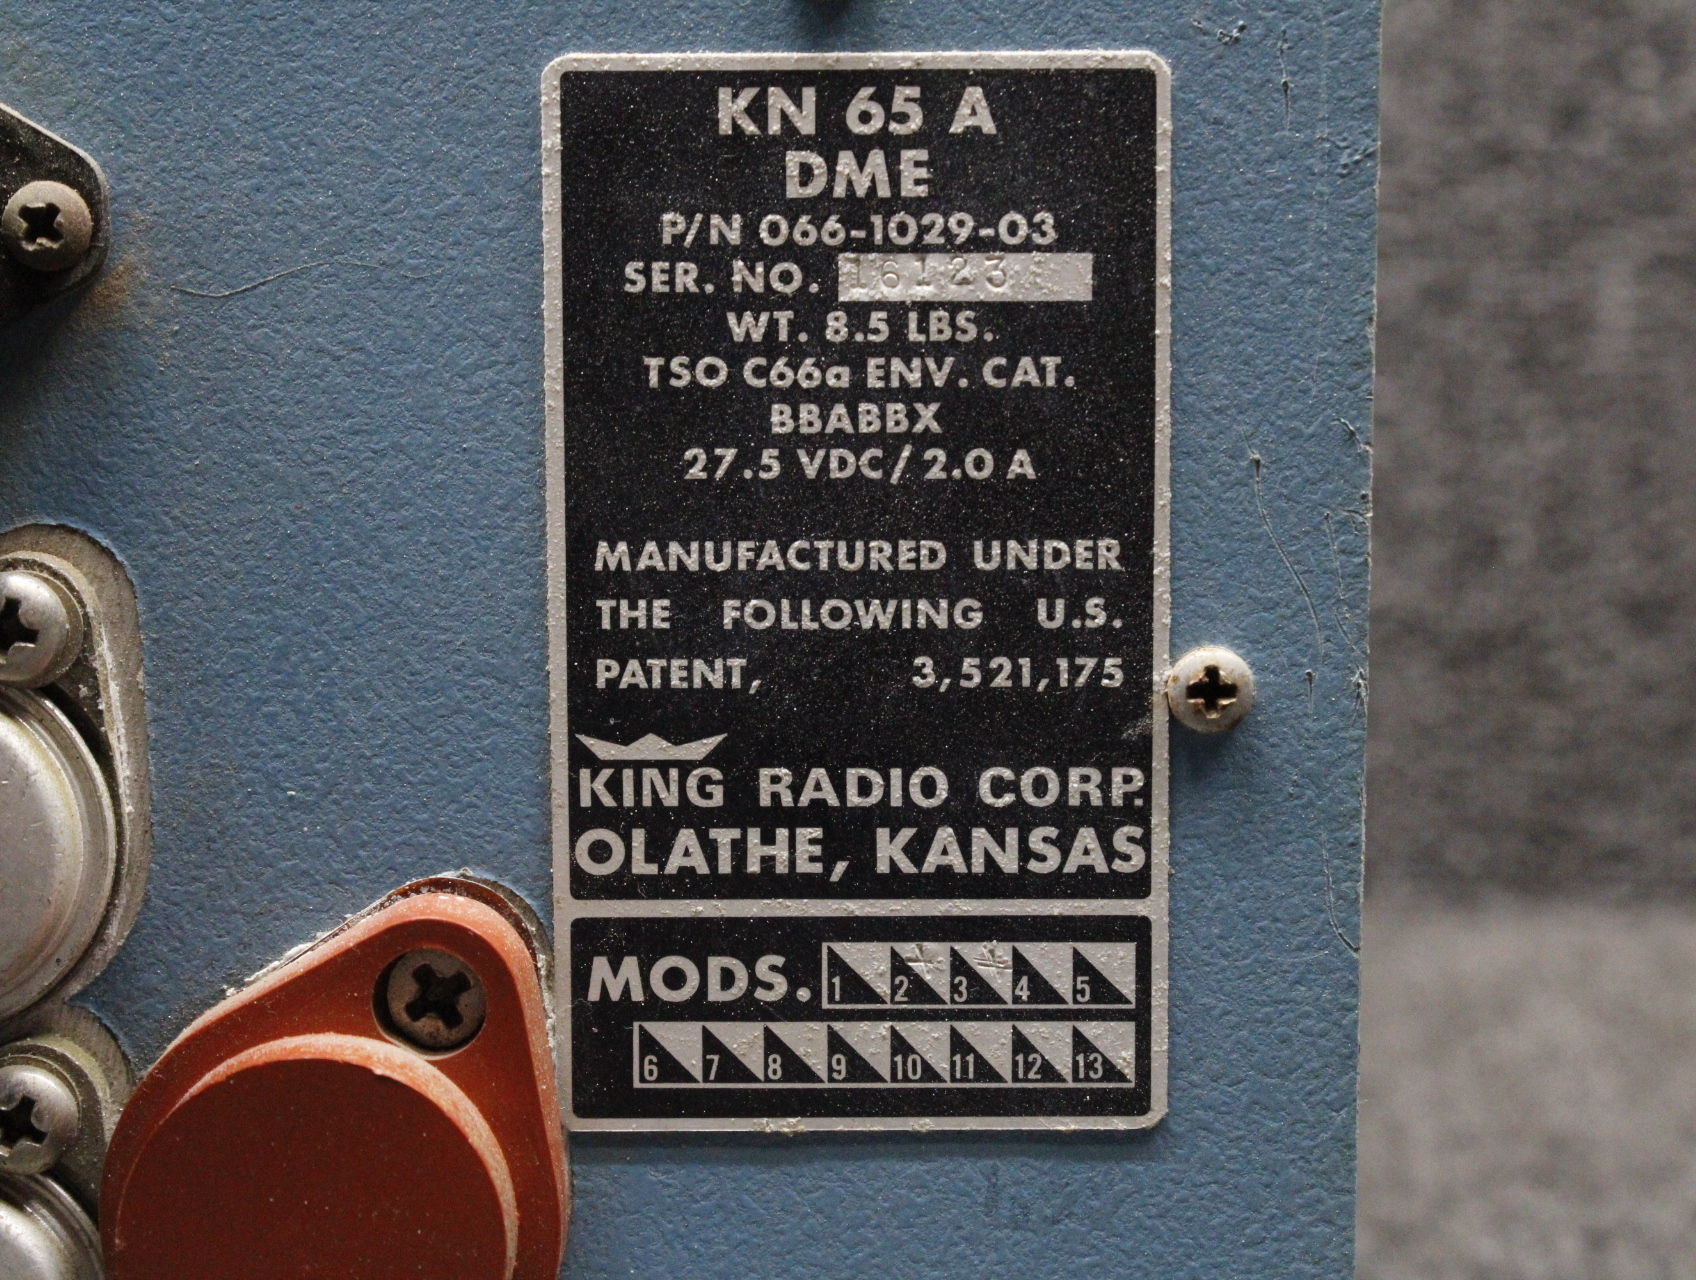 KN 65 A
DME
P/N 066-1029-03
SER. NO. 16123
WT. 8.5 LBS.
TSO C66a ENV. CAT.
BBABBX
27.5 VDC/2.0 A
MANUFACTURED UNDER
THE FOLLOWING U.S.
PATENT, 3,521,175
KING RADIO CORP.
OLATHE, KANSAS
MODS. 1 2 3 4 5
6 7 8 9 10 11 12 13